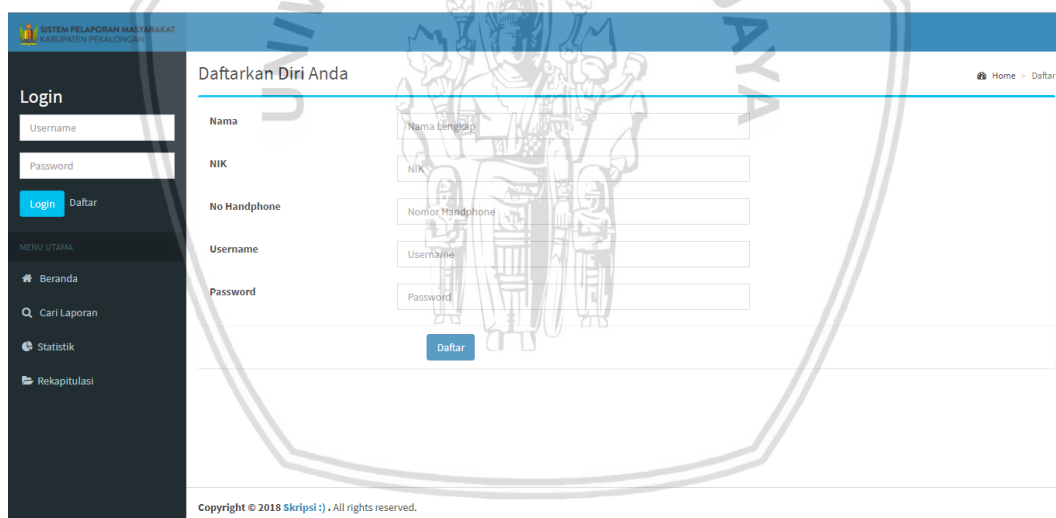 SISTEM PELAPORAN MASYARAKAT
KABUPATEN PEKALONGAN
Login
Username
Password
Login Daftar
MENU UTAMA
Beranda
Cari Laporan
Statistik
Rekapitulasi
Daftarkan Diri Anda
Home > Daftar
Nama
Nama Lengkap
NIK
NIK
No Handphone
Nomor Handphone
Username
Username
Password
Password
Daftar
Copyright © 2018 Skripsi :) . All rights reserved.